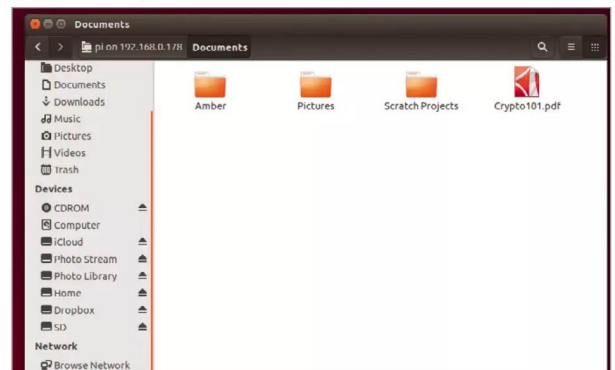 Documents
pi on 192.168.0.178 Documents
Desktop
Documents
Downloads
Music
Pictures
Videos
Trash
Devices
CDROM
Computer
iCloud
Photo Stream
Photo Library
Home
Dropbox
SD
Network
Browse Network
Amber
Pictures
Scratch Projects
Crypto101.pdf